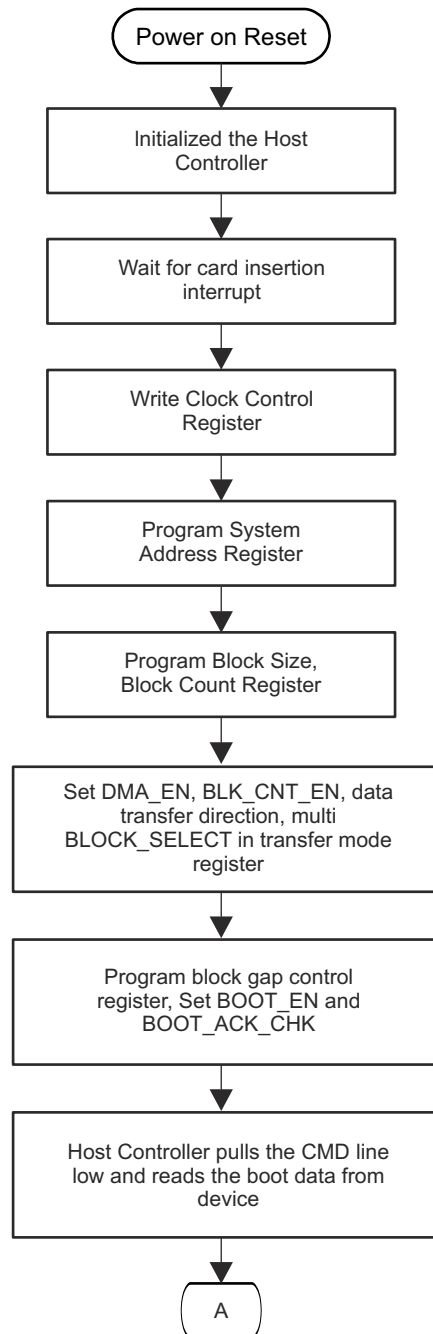 Power on Reset
Initialized the Host
Controller
Wait for card insertion
interrupt
Write Clock Control
Register
Program System
Address Register
Program Block Size,
Block Count Register
Set DMA_EN, BLK_CNT_EN, data
transfer direction, multi
BLOCK_SELECT in transfer mode
register
Program block gap control
register, Set BOOT_EN and
BOOT_ACK_CHK
Host Controller pulls the CMD line
low and reads the boot data from
device
A